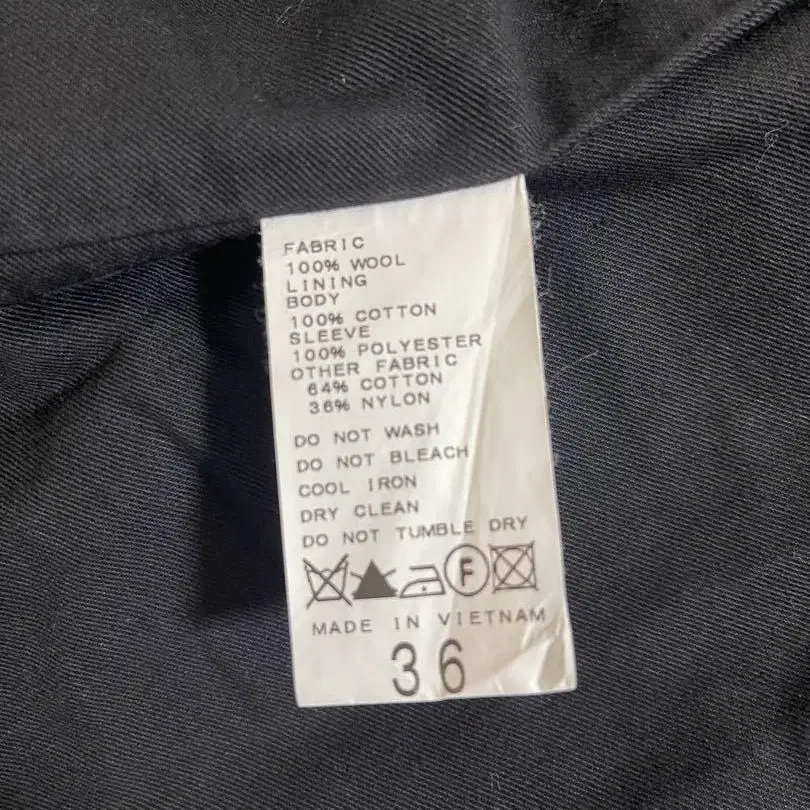 FABRIC
100% WOOL
LINING
BODY
100% COTTON
SLEEVE
100% POLYESTER
OTHER FABRIC
64% COTTON
36% NYLON
DO NOT WASH
DO NOT BLEACH
COOL IRON
DRY CLEAN
DO NOT TUMBLE DRY
F
MADE IN VIETNAM
36